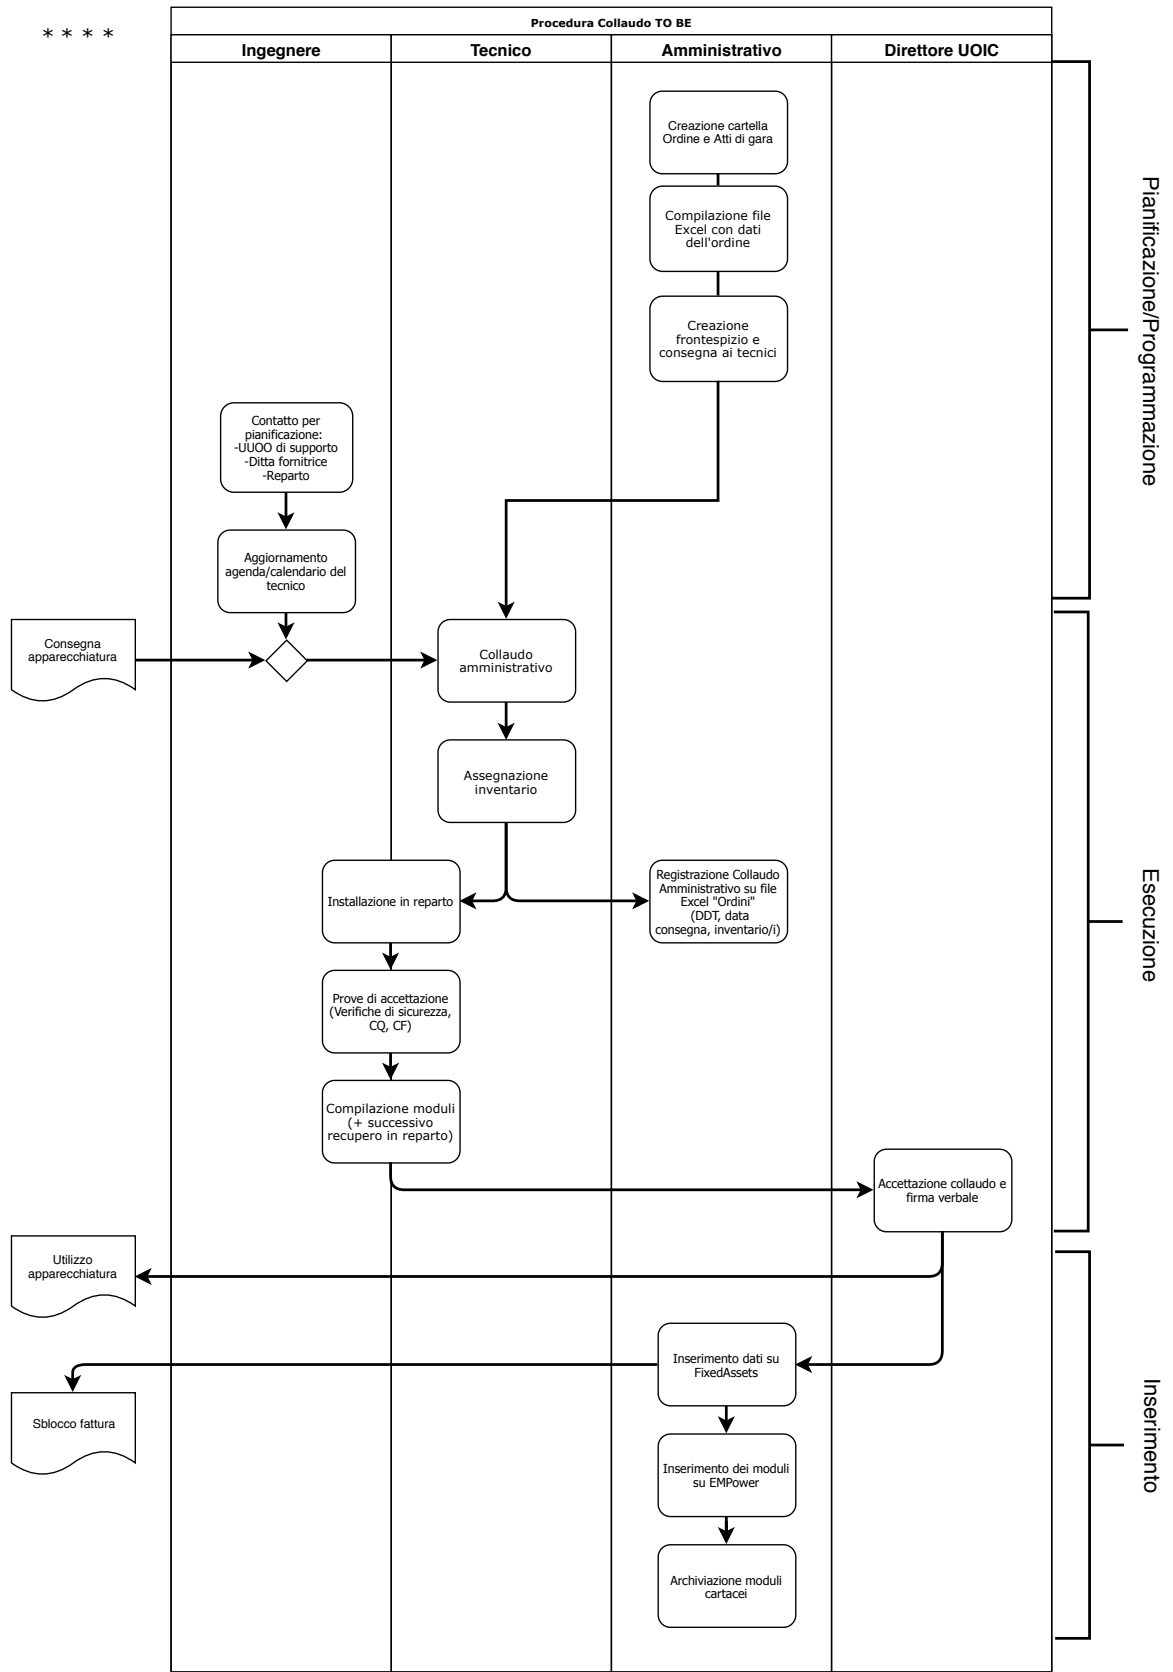 Procedura Collaudo TO BE
* * * *
Ingegnere
Tecnico
Amministrativo
Direttore UOIC
Creazione cartella
Ordine e Atti di gara
Compilazione file
Excel con dati
dell'ordine
Creazione
frontespizio e
consegna ai tecnici
Pianificazione/Programmazione
Contatto per
pianificazione:
-UUOO di supporto
-Ditta fornitrice
-Reparto
Aggiornamento
agenda/calendario del
tecnico
Consegna
apparecchiatura
Collaudo
amministrativo
Assegnazione
inventario
Installazione in reparto
Registrazione Collaudo
Amministrativo su file
Excel "Ordini"
(DDT, data
consegna, inventario/i)
Esecuzione
Prove di accettazione
(Verifiche di sicurezza,
CQ, CF)
Compilazione moduli
(+ successivo
recupero in reparto)
Accettazione collaudo e
firma verbale
Utilizzo
apparecchiatura
Inserimento dati su
FixedAssets
Sblocco fattura
Inserimento
Inserimento dei moduli
su EMPower
Archiviazione moduli
cartacei